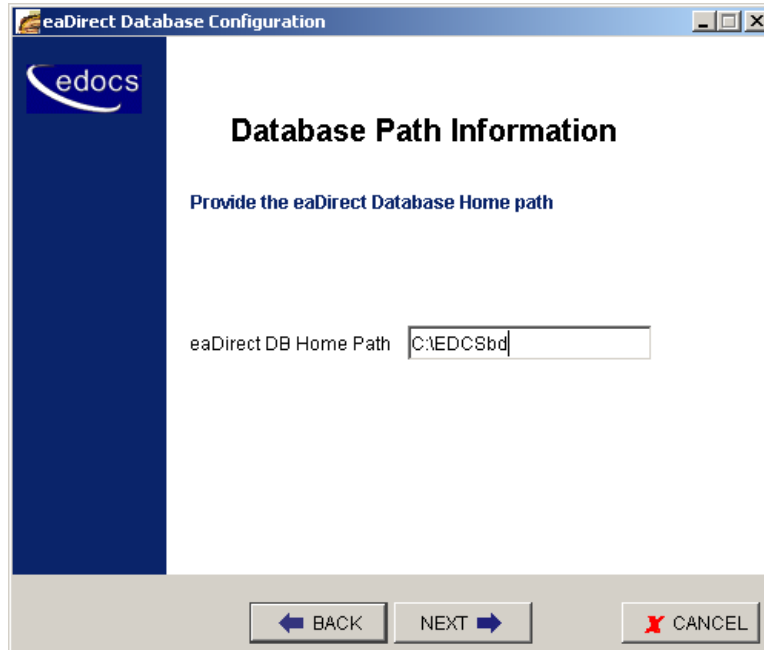 eaDirect Database Configuration
edocs
Database Path Information
Provide the eaDirect Database Home path
eaDirect DB Home Path C:\EDCSbd
BACK NEXT CANCEL